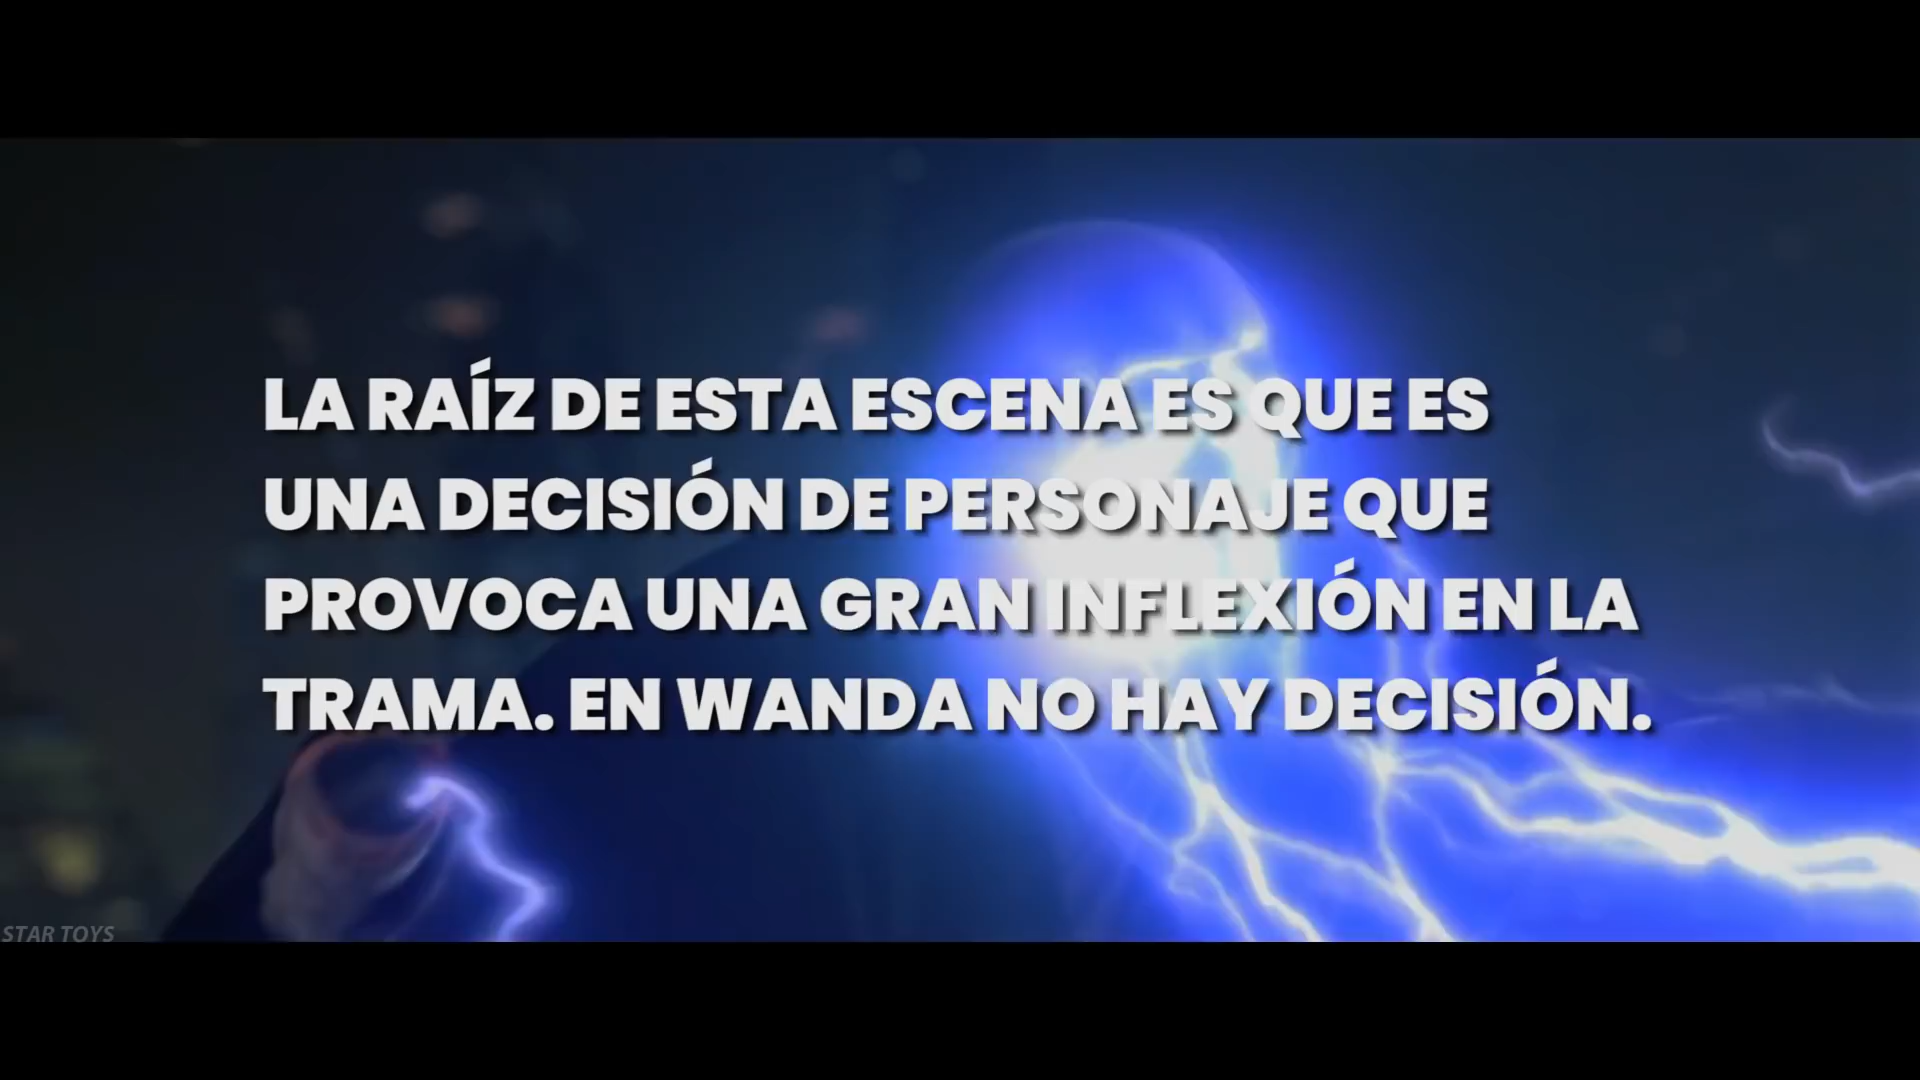 LA RAÍZ DE ESTA ESCENA ES QUE ES
UNA DECISIÓN DE PERSONAJE QUE
PROVOCA UNA GRAN INFLEXIÓN EN LA
TRAMA. EN WANDA NO HAY DECISIÓN.
STAR TOYS